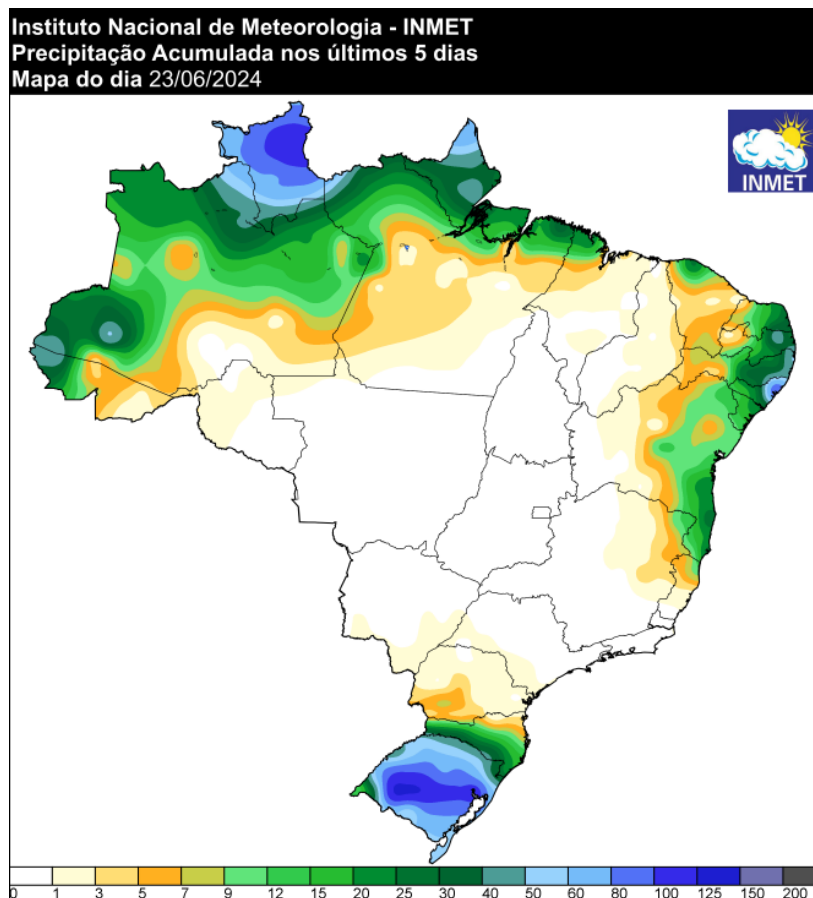 Instituto Nacional de Meteorologia - INMET
Precipitação Acumulada nos últimos 5 dias
Mapa do dia 23/06/2024
INMET
0 1 3 5 7 9 12 15 20 25 30 40 50 60 80 100 125 150 200